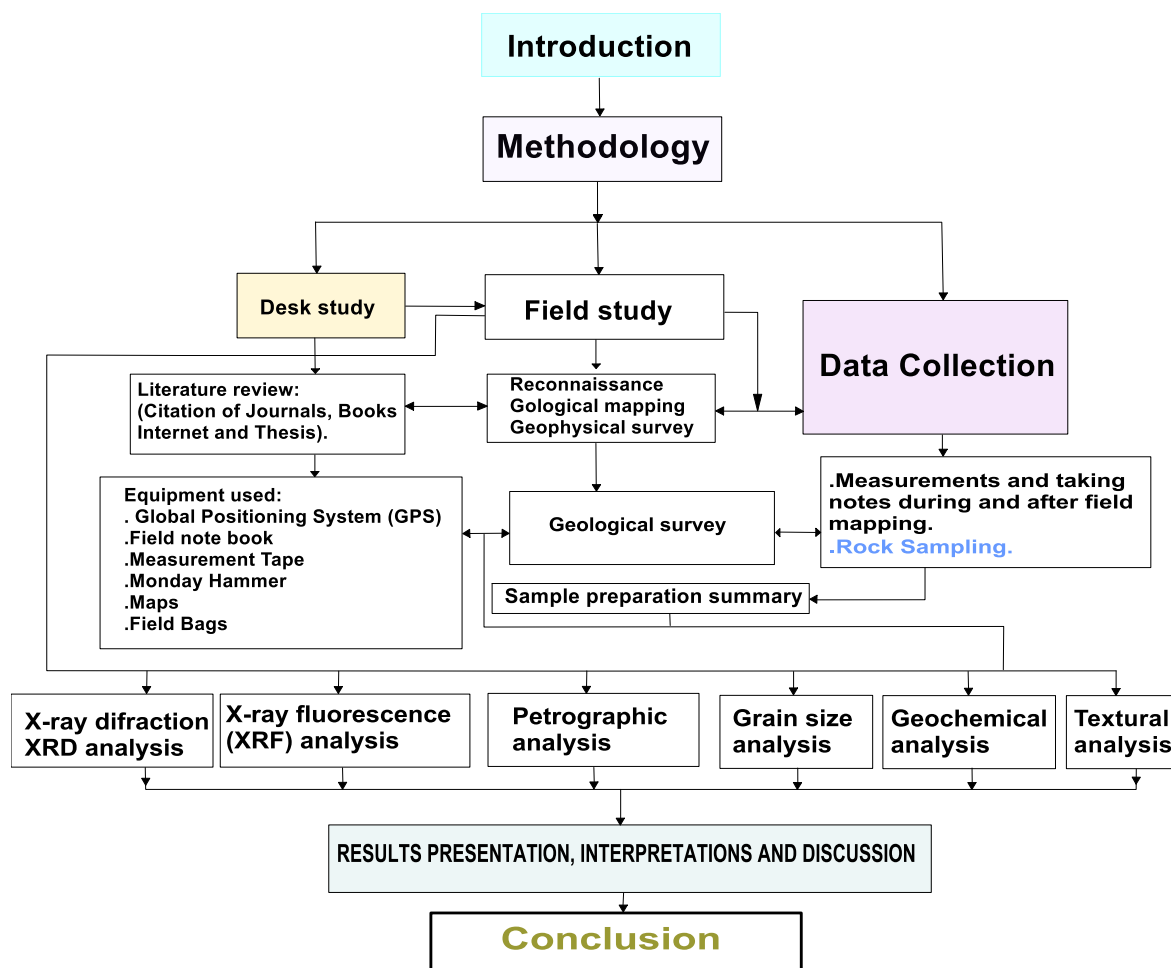 Introduction
Methodology
Desk study
Field study
Data Collection
Literature review:
(Citation of Journals, Books
Internet and Thesis).
Reconnaissance
Gological mapping
Geophysical survey
Equipment used:
. Global Positioning System (GPS)
.Field note book
.Measurement Tape
.Monday Hammer
.Maps
.Field Bags
Geological survey
.Measurements and taking
notes during and after field
mapping.
.Rock Sampling.
Sample preparation summary
X-ray difraction
XRD analysis
X-ray fluorescence
(XRF) analysis
Petrographic
analysis
Grain size
analysis
Geochemical
analysis
Textural
analysis
RESULTS PRESENTATION, INTERPRETATIONS AND DISCUSSION
Conclusion